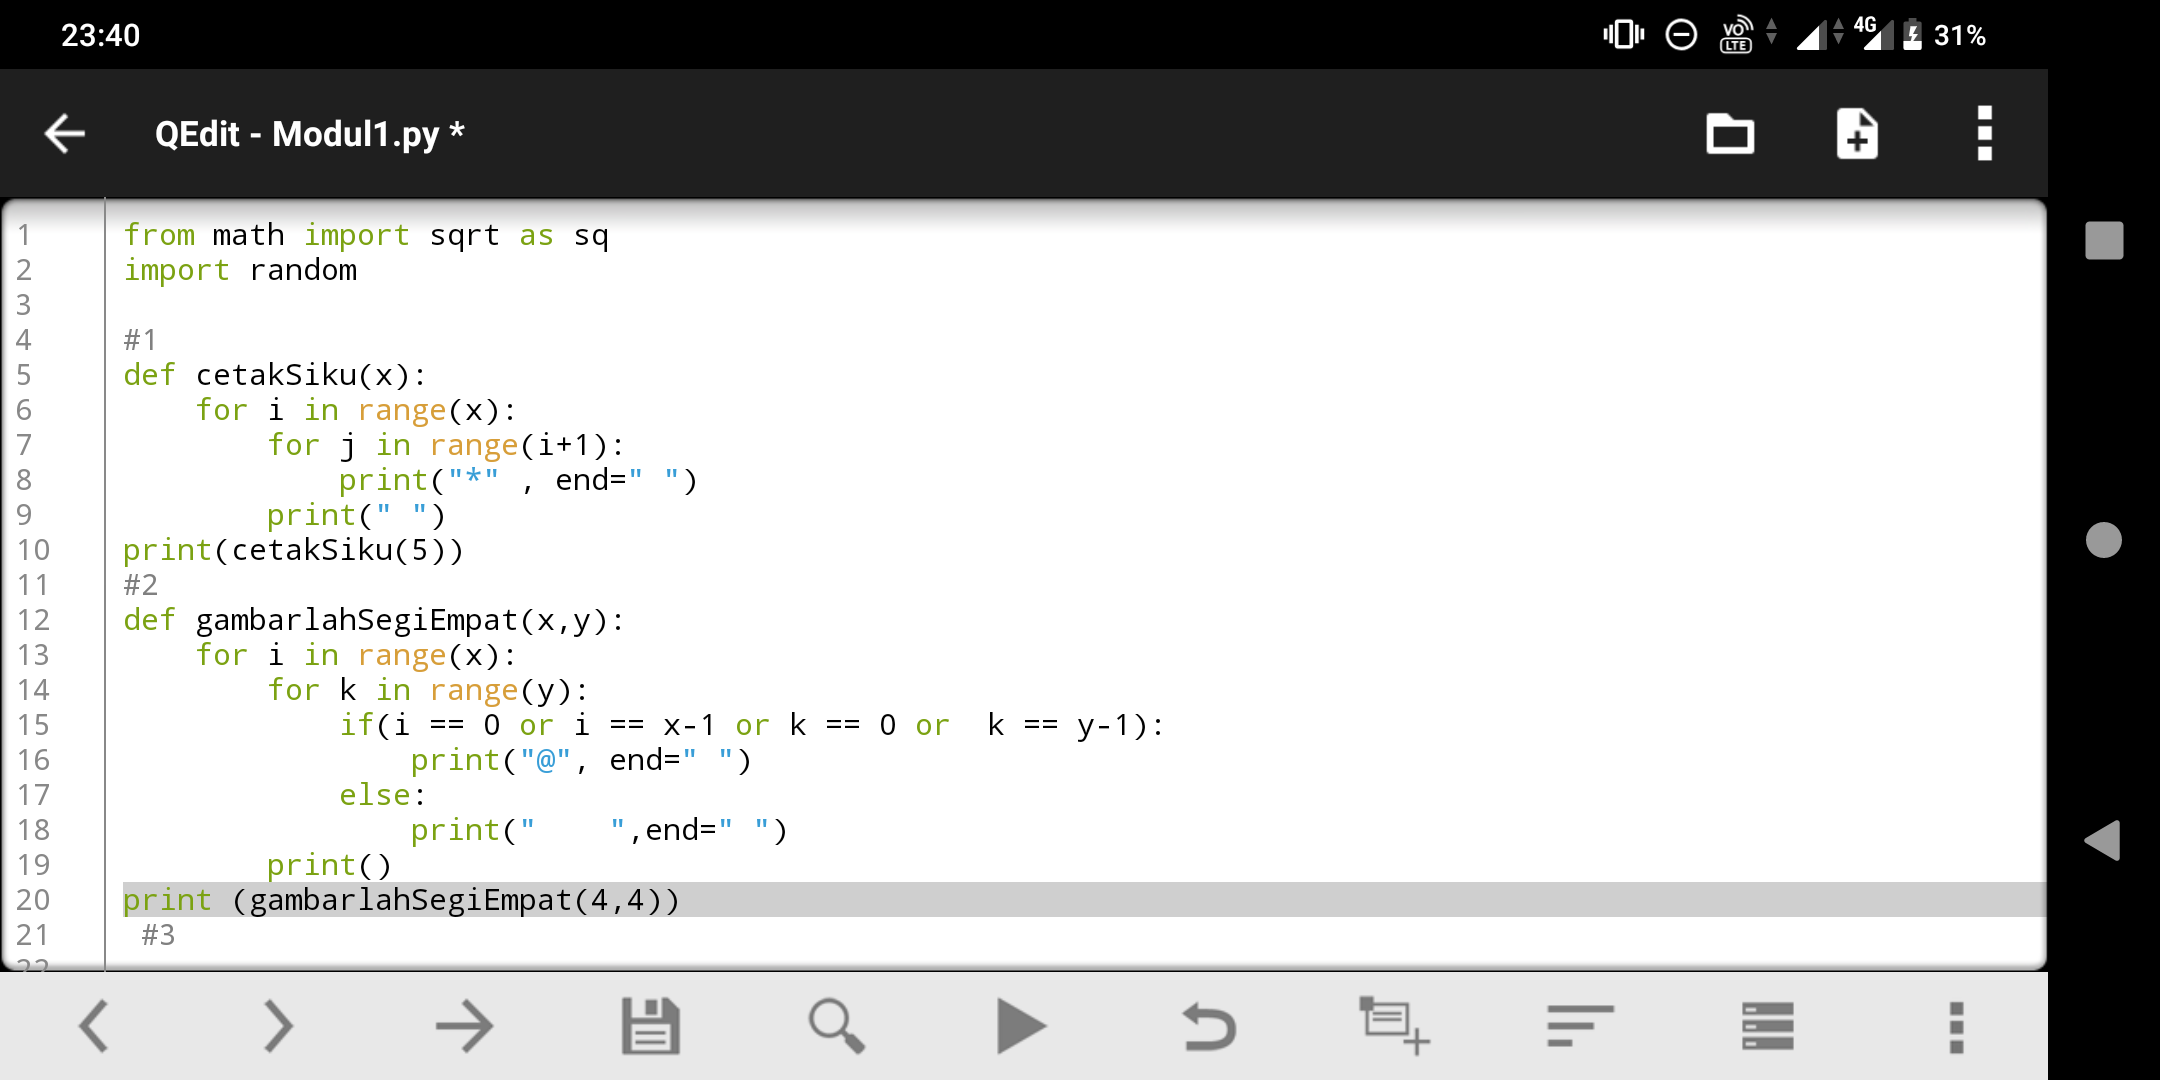 23:40 VO LTE 4G 31%
QEdit - Modul1.py *
1 from math import sqrt as sq
2 import random
3
4 #1
5 def cetakSiku(x):
6     for i in range(x):
7         for j in range(i+1):
8             print("*" , end=" ")
9         print(" ")
10 print(cetakSiku(5))
11 #2
12 def gambarlahSegiEmpat(x,y):
13     for i in range(x):
14         for k in range(y):
15             if(i == 0 or i == x-1 or k == 0 or  k == y-1):
16                 print("@", end=" ")
17             else:
18                 print("    ",end=" ")
19         print()
20 print (gambarlahSegiEmpat(4,4))
21  #3
22